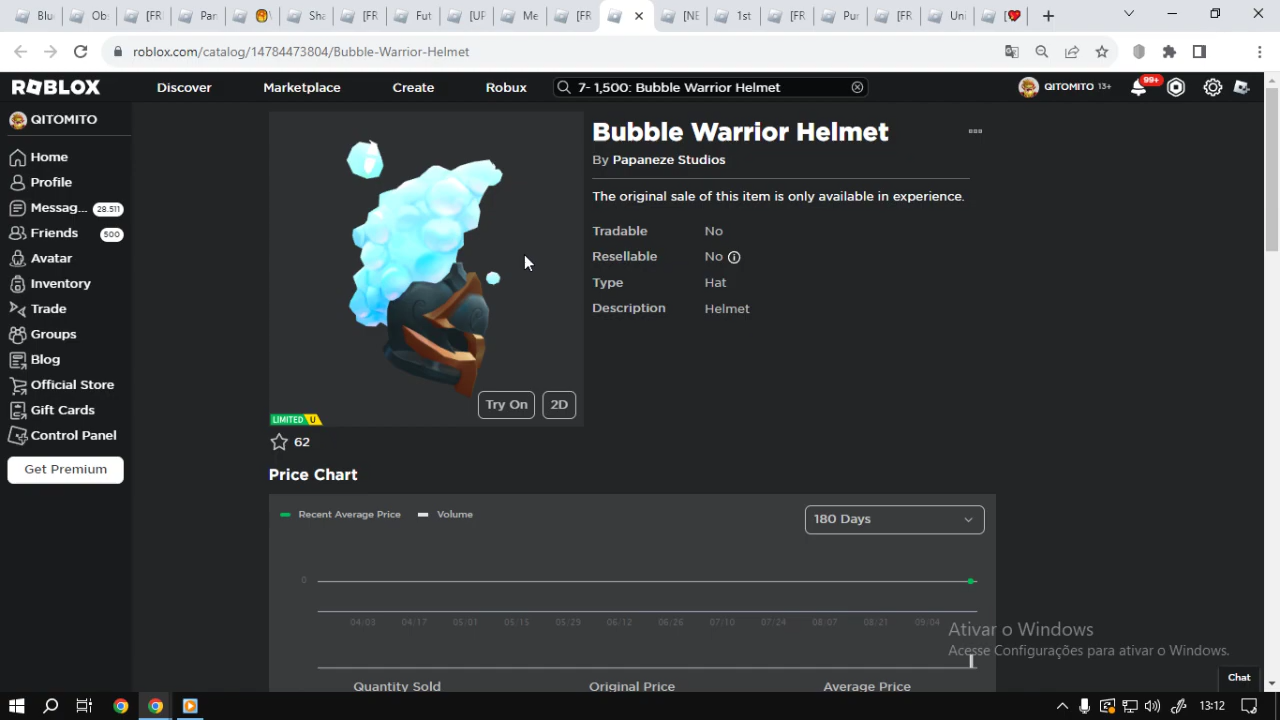 Blu
Ob:
[FR
Pan
Sha
[FR
Fut
[UP
Me
[FR
[NE
1st
[FR
Pur
[FR
Uni
roblox.com/catalog/14784473804/Bubble-Warrior-Helmet
ROBLOX
Discover
Marketplace
Create
Robux
7- 1,500: Bubble Warrior Helmet
QITOMITO 13+
99+
QITOMITO
Home
Profile
Messag... 28.511
Friends 500
Avatar
Inventory
Trade
Groups
Blog
Official Store
Gift Cards
Control Panel
Get Premium
Try On
2D
LIMITED U
62
Bubble Warrior Helmet
By Papaneze Studios
The original sale of this item is only available in experience.
Tradable No
Resellable No
Type Hat
Description Helmet
Price Chart
Recent Average Price
Volume
180 Days
0
04/03 04/17 05/01 05/15 05/29 06/12 06/26 07/10 07/24 08/07 08/21 09/04
Quantity Sold
Original Price
Average Price
Ativar o Windows
Acesse Configurações para ativar o Windows.
Chat
13:12